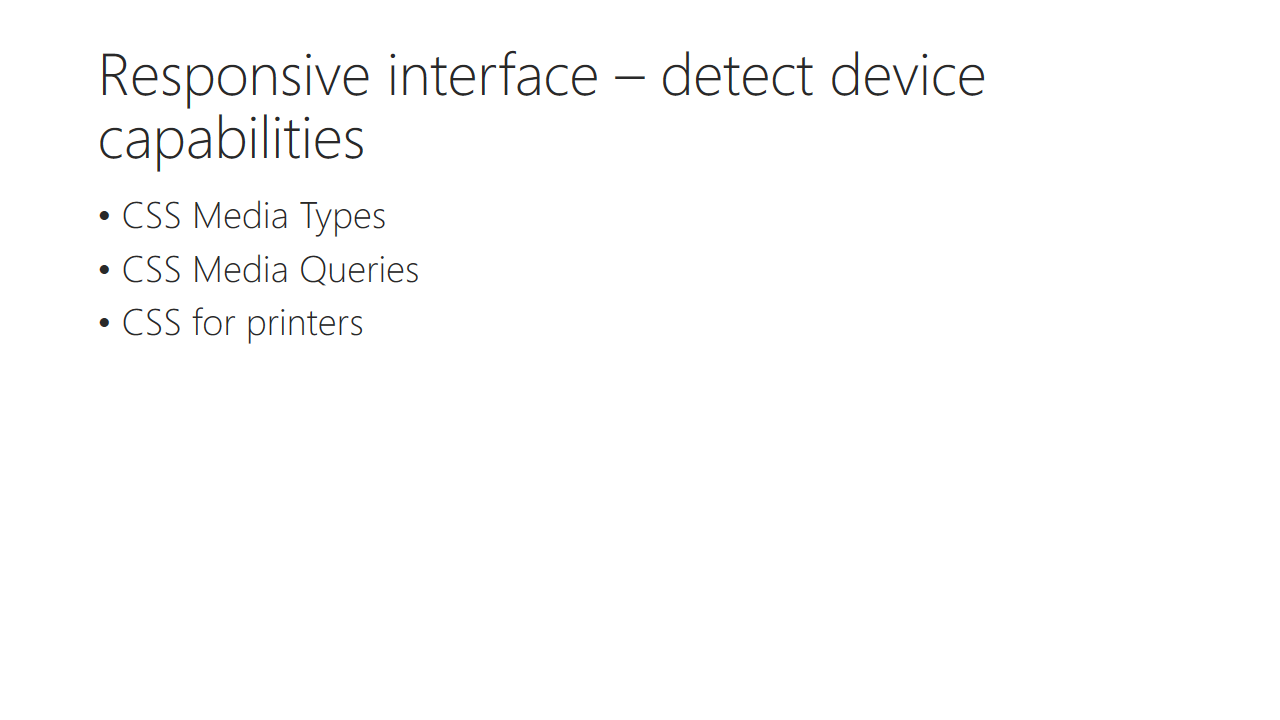 Responsive interface – detect device
capabilities
• CSS Media Types
• CSS Media Queries
• CSS for printers